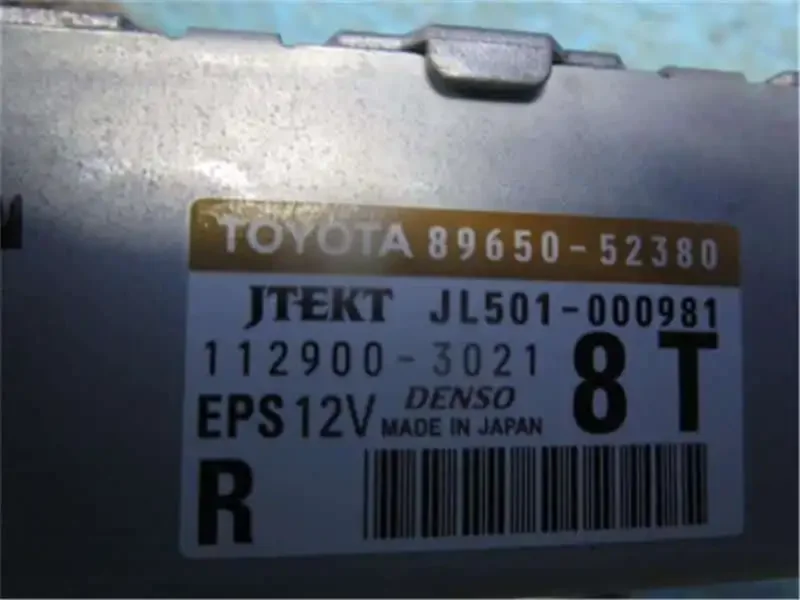 TOYOTA 89650-52380
JTEKT JL501-000981
112900-3021 8T
EPS 12V DENSO MADE IN JAPAN
R